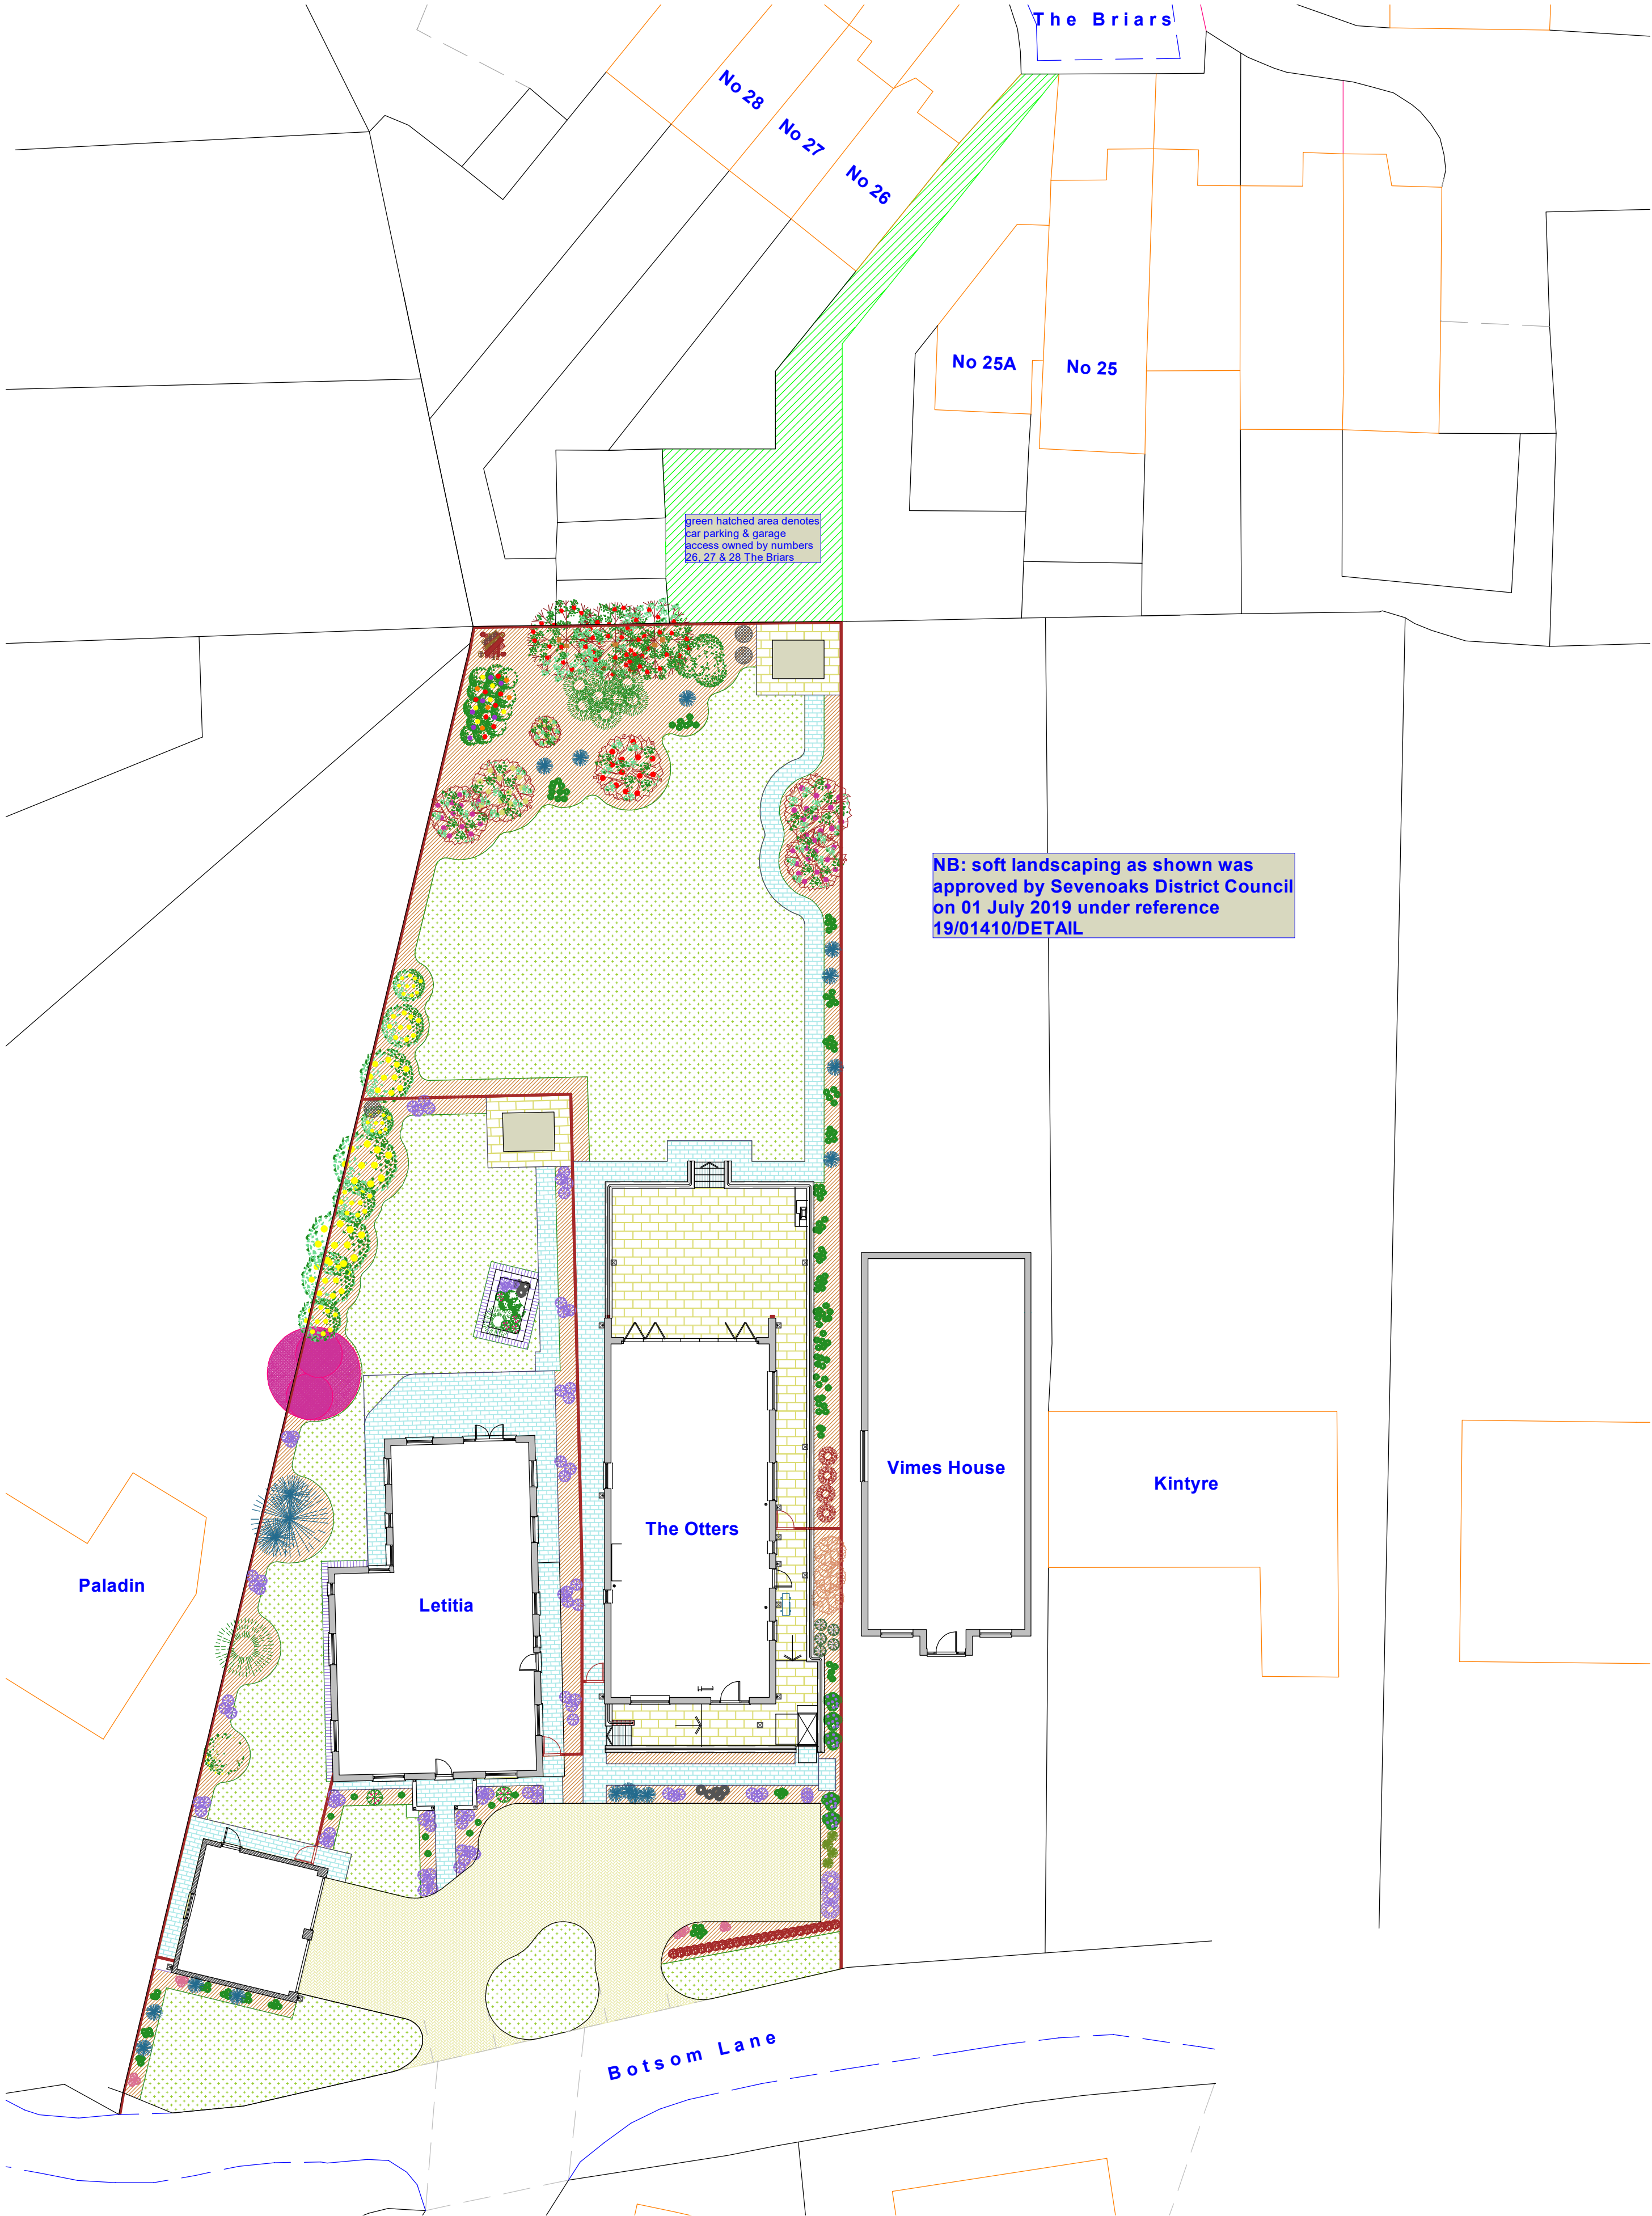 The Briars
No 28
No 27
No 26
No 25A
No 25
green hatched area denotes
car parking & garage
access owned by numbers
26, 27 & 28 The Briars
NB: soft landscaping as shown was
approved by Sevenoaks District Council
on 01 July 2019 under reference
19/01410/DETAIL
Vimes House
Kintyre
The Otters
Paladin
Letitia
Botsom Lane